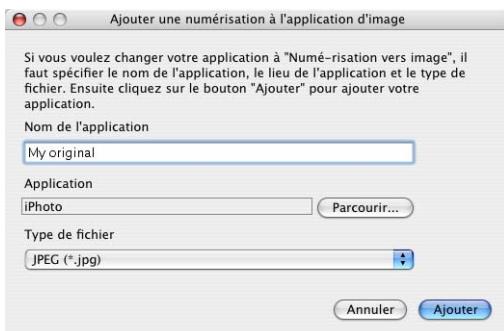 Ajouter une numérisation à l'application d'image
Si vous voulez changer votre application à "Numé-risation vers image", il
faut spécifier le nom de l'application, le lieu de l'application et le type de
fichier. Ensuite cliquez sur le bouton "Ajouter" pour ajouter votre
application.
Nom de l'application
My original
Application
iPhoto
Parcourir...
Type de fichier
JPEG (*.jpg)
Annuler
Ajouter